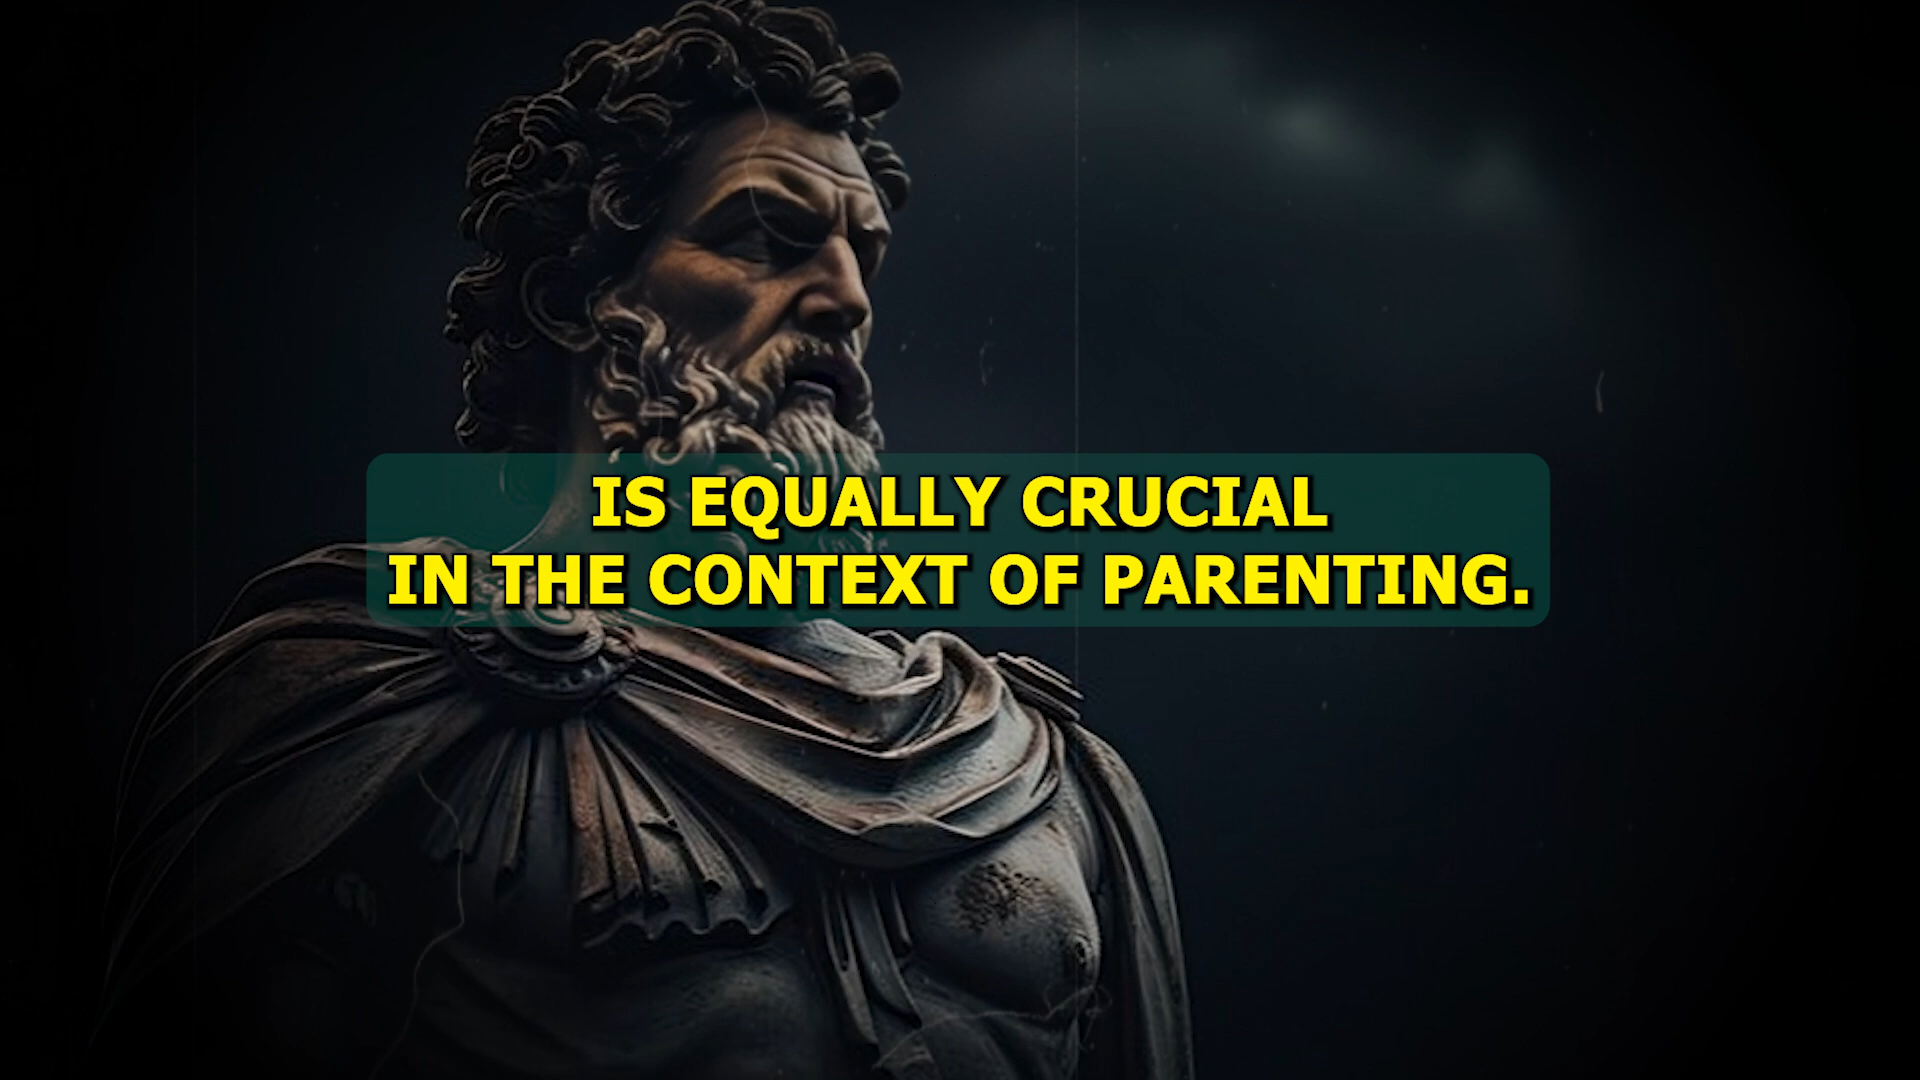 IS EQUALLY CRUCIAL
IN THE CONTEXT OF PARENTING.